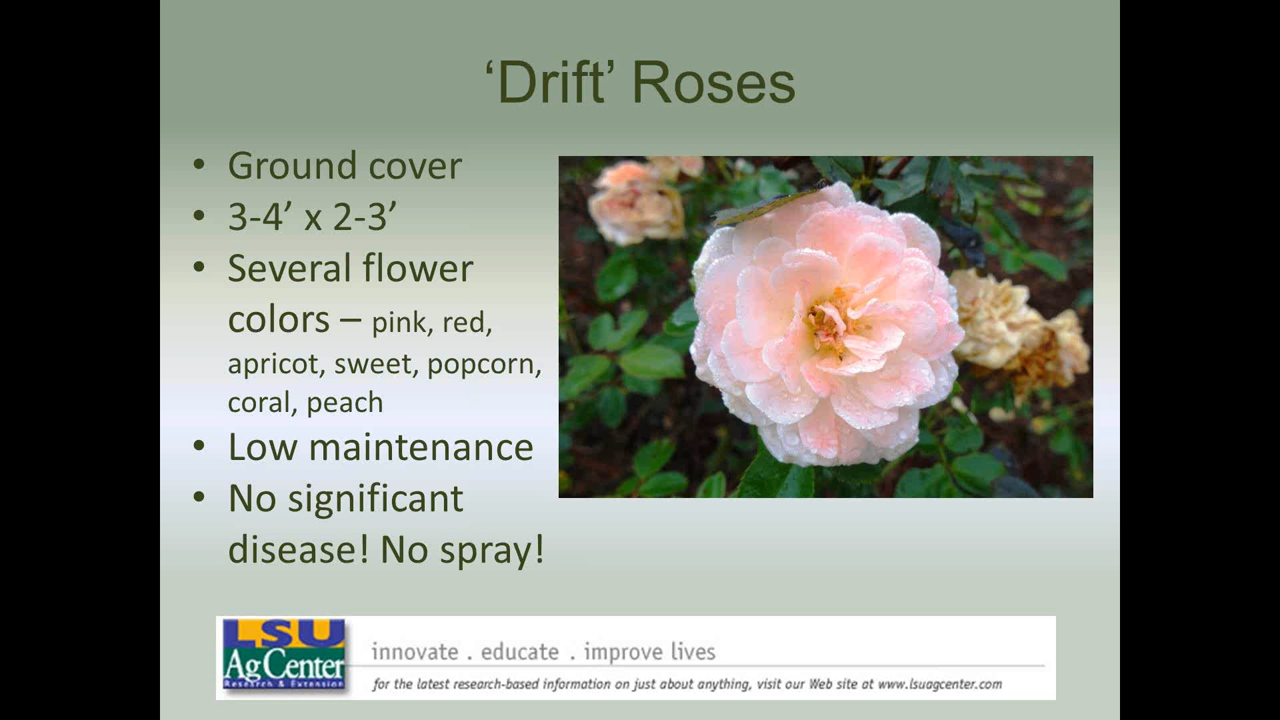 ‘Drift’ Roses
• Ground cover
• 3-4’ x 2-3’
• Several flower
colors – pink, red,
apricot, sweet, popcorn,
coral, peach
• Low maintenance
• No significant
disease! No spray!
LSU
AgCenter
Research & Extension
innovate . educate . improve lives
for the latest research-based information on just about anything, visit our Web site at www.lsuagcenter.com